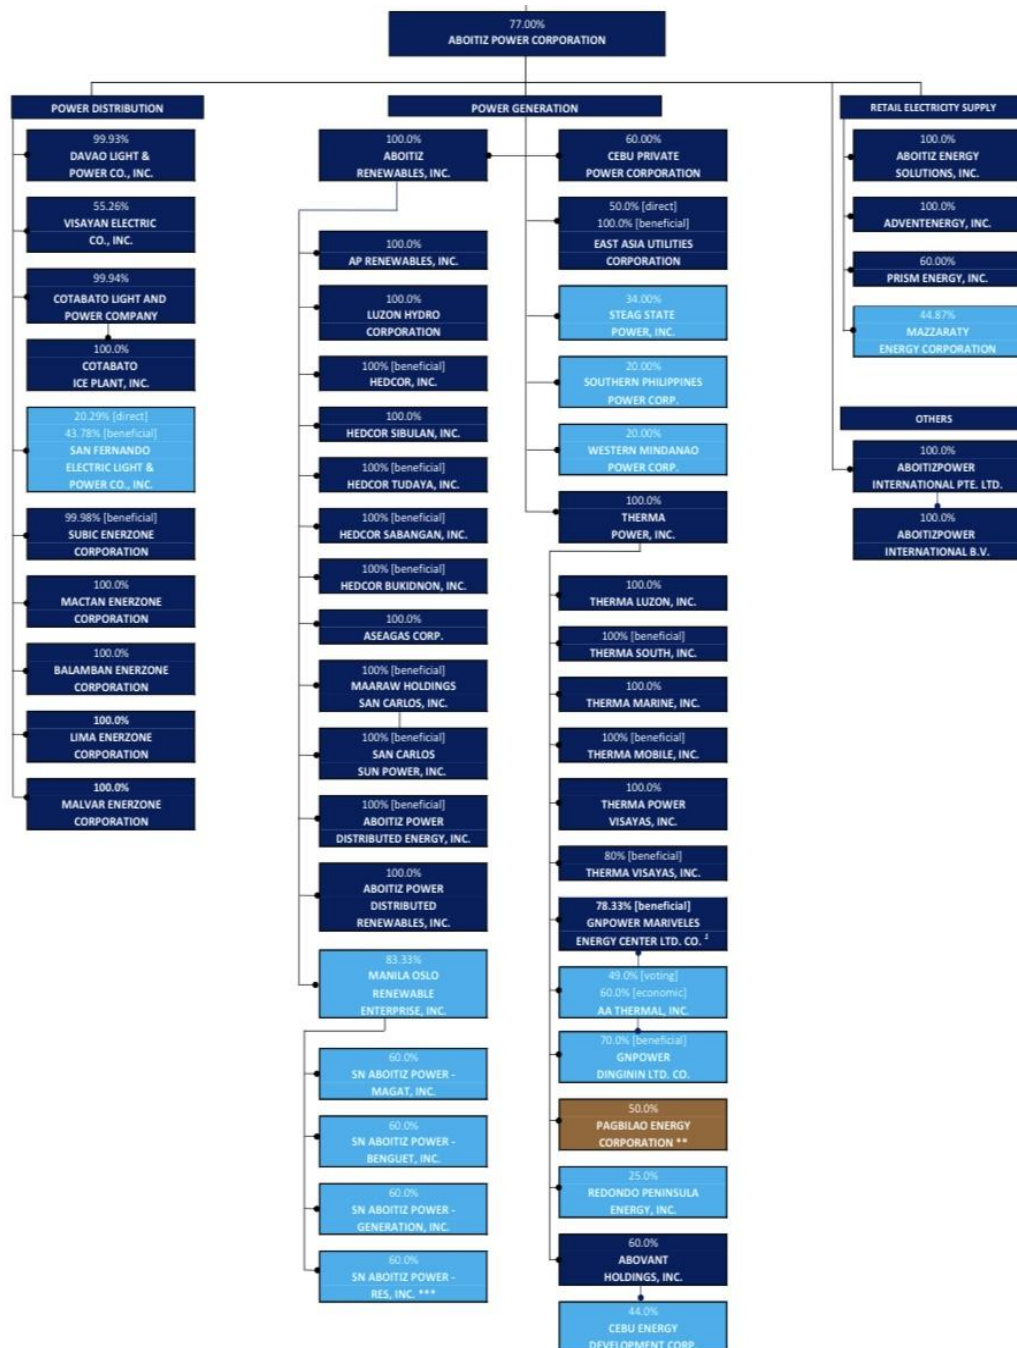 77.00%
ABOITIZ POWER CORPORATION
POWER DISTRIBUTION
99.93%
DAVAO LIGHT &
POWER CO., INC.
55.26%
VISAYAN ELECTRIC
CO., INC.
99.94%
COTABATO LIGHT AND
POWER COMPANY
100.0%
COTABATO
ICE PLANT, INC.
20.29% [direct]
43.78% [beneficial]
SAN FERNANDO
ELECTRIC LIGHT &
POWER CO., INC.
99.98% [beneficial]
SUBIC ENERZONE
CORPORATION
100.0%
MACTAN ENERZONE
CORPORATION
100.0%
BALAMBAN ENERZONE
CORPORATION
100.0%
LIMA ENERZONE
CORPORATION
100.0%
MALVAR ENERZONE
CORPORATION
POWER GENERATION
100.0%
ABOITIZ
RENEWABLES, INC.
100.0%
AP RENEWABLES, INC.
100.0%
LUZON HYDRO
CORPORATION
100% [beneficial]
HEDCOR, INC.
100.0%
HEDCOR SIBULAN, INC.
100% [beneficial]
HEDCOR TUDAYA, INC.
100% [beneficial]
HEDCOR SABANGAN, INC.
100% [beneficial]
HEDCOR BUKIDNON, INC.
100.0%
ASEAGAS CORP.
100% [beneficial]
MAARAW HOLDINGS
SAN CARLOS, INC.
100% [beneficial]
SAN CARLOS
SUN POWER, INC.
100% [beneficial]
ABOITIZ POWER
DISTRIBUTED ENERGY, INC.
100.0%
ABOITIZ POWER
DISTRIBUTED
RENEWABLES, INC.
83.33%
MANILA OSLO
RENEWABLE
ENTERPRISE, INC.
60.0%
SN ABOITIZ POWER -
MAGAT, INC.
60.0%
SN ABOITIZ POWER -
BENGUET, INC.
60.0%
SN ABOITIZ POWER -
GENERATION, INC.
60.0%
SN ABOITIZ POWER -
RES, INC. ***
60.00%
CEBU PRIVATE
POWER CORPORATION
50.0% [direct]
100.0% [beneficial]
EAST ASIA UTILITIES
CORPORATION
34.00%
STEAG STATE
POWER, INC.
20.00%
SOUTHERN PHILIPPINES
POWER CORP.
20.00%
WESTERN MINDANAO
POWER CORP.
100.0%
THERMA
POWER, INC.
100.0%
THERMA LUZON, INC.
100% [beneficial]
THERMA SOUTH, INC.
100.0%
THERMA MARINE, INC.
100% [beneficial]
THERMA MOBILE, INC.
100.0%
THERMA POWER
VISAYAS, INC.
80% [beneficial]
THERMA VISAYAS, INC.
78.33% [beneficial]
GNPOWER MARIVELES
ENERGY CENTER LTD. CO.
49.0% [voting]
60.0% [economic]
AA THERMAL, INC.
70.0% [beneficial]
GNPOWER
DINGININ LTD. CO.
50.0%
PAGBILAO ENERGY
CORPORATION **
25.0%
REDONDO PENINSULA
ENERGY, INC.
60.0%
ABOVANT
HOLDINGS, INC.
44.0%
CEBU ENERGY
DEVELOPMENT CORP.
RETAIL ELECTRICITY SUPPLY
100.0%
ABOITIZ ENERGY
SOLUTIONS, INC.
100.0%
ADVENTENERGY, INC.
60.00%
PRISM ENERGY, INC.
44.87%
MAZZARATY
ENERGY CORPORATION
OTHERS
100.0%
ABOITIZPOWER
INTERNATIONAL PTE. LTD.
100.0%
ABOITIZPOWER
INTERNATIONAL B.V.